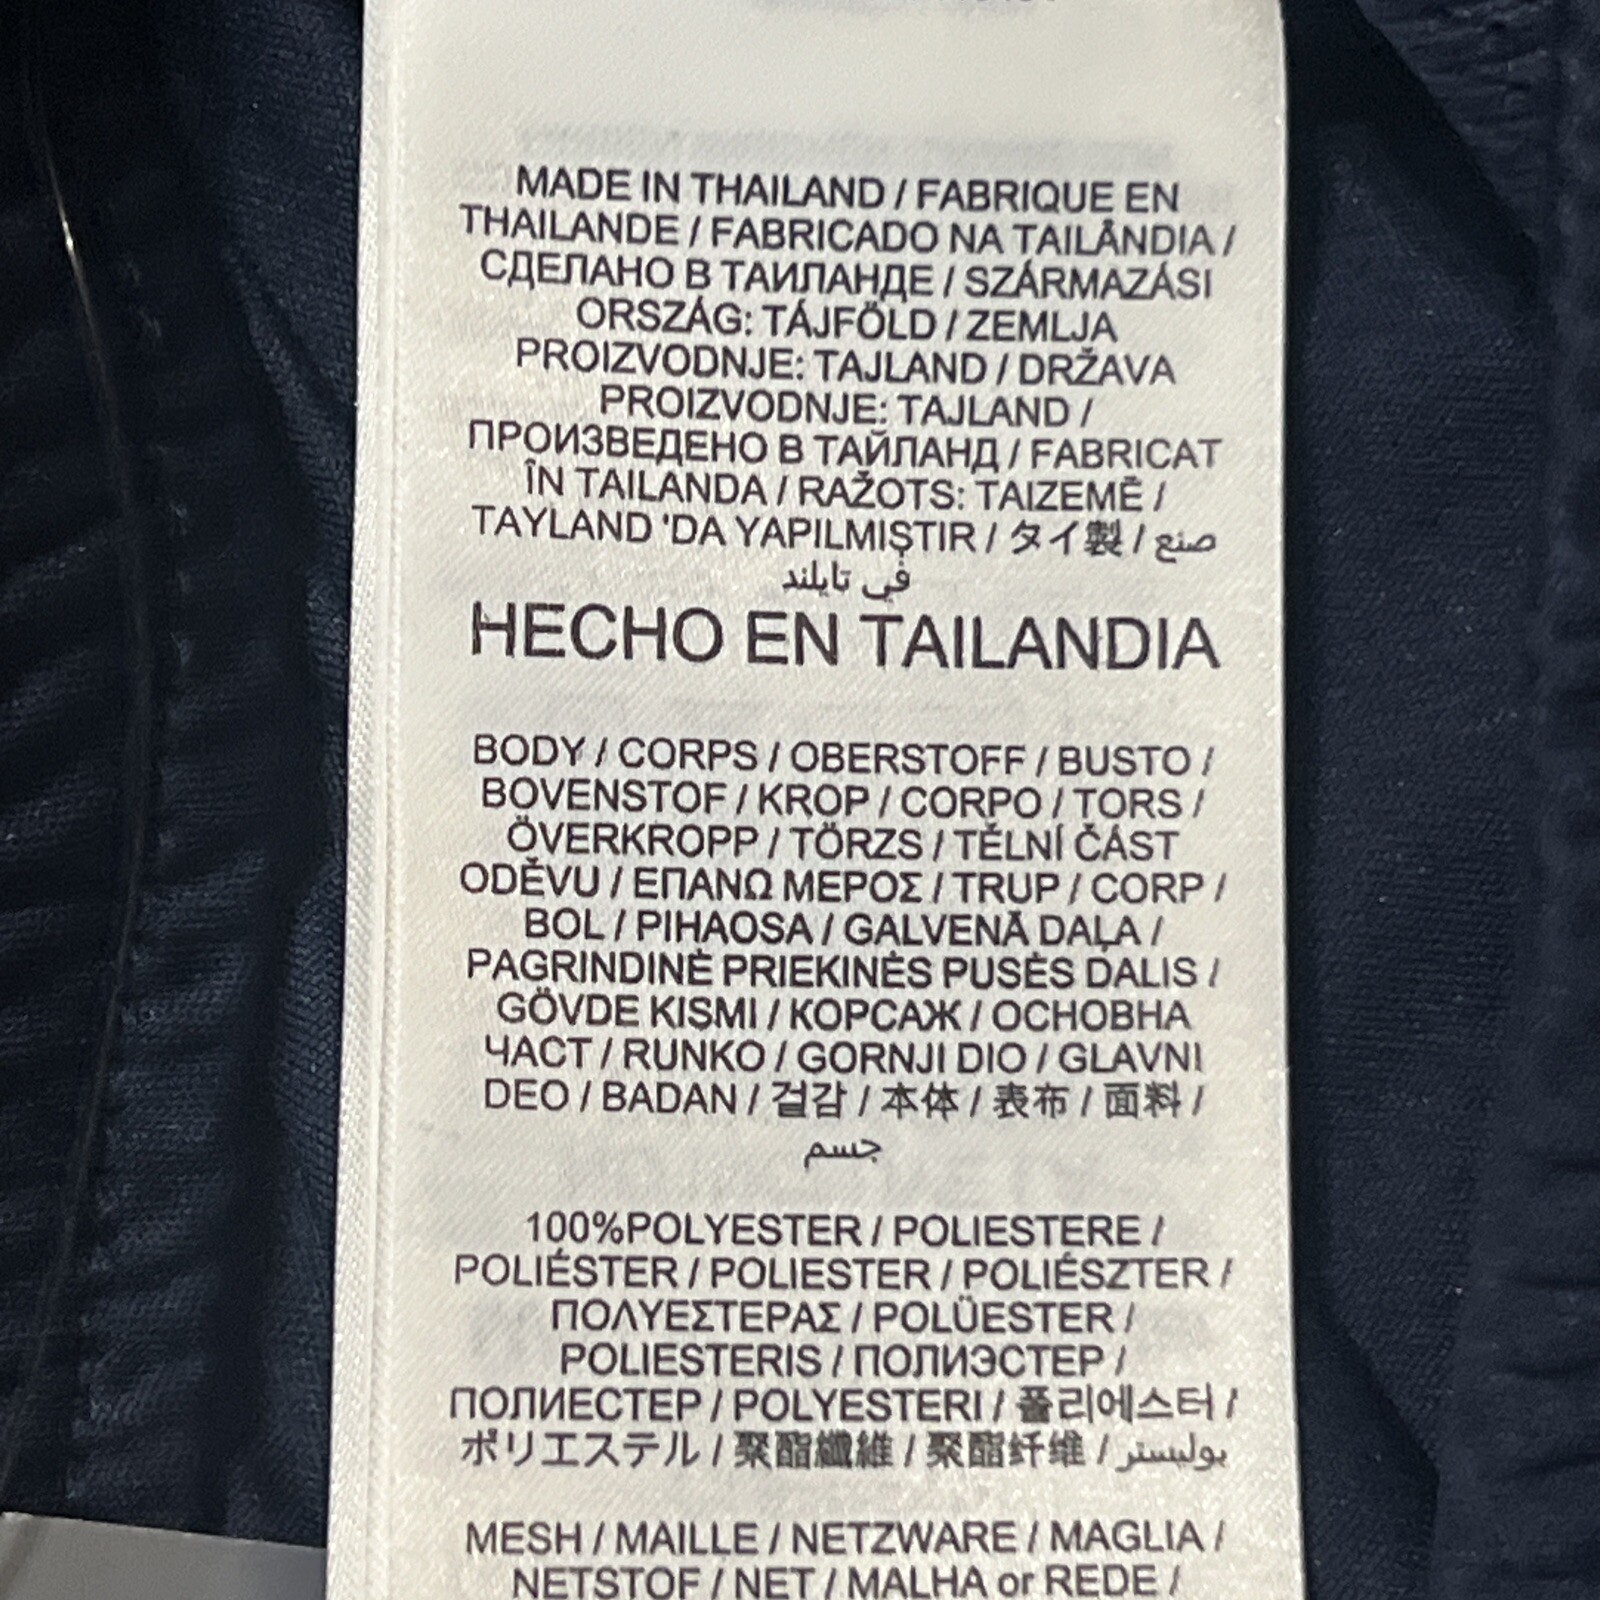 MADE IN THAILAND / FABRIQUE EN
THAILANDE / FABRICADO NA TAILÂNDIA /
СДЕЛАНО В ТАИЛАНДЕ / SZÁRMAZÁSI
ORSZÁG: TÁJFÖLD / ZEMLJA
PROIZVODNJE: TAJLAND / DRŽAVA
PROIZVODNJE: TAJLAND /
ПРОИЗВЕДЕНО В ТАЙЛАНД / FABRICAT
ÎN TAILANDA / RAŽOTS: TAIZEMĒ /
TAYLAND 'DA YAPILMIŞTIR / タイ製 / صنع
في تايلند
HECHO EN TAILANDIA
BODY / CORPS / OBERSTOFF / BUSTO /
BOVENSTOF / KROP / CORPO / TORS /
ÖVERKROPP / TÖRZS / TĚLNÍ ČÁST
ODĚVU / ΕΠΑΝΩ ΜΕΡΟΣ / TRUP / CORP /
BOL / PIHAOSA / GALVENĀ DAĻA /
PAGRINDINĖ PRIEKINĖS PUSĖS DALIS /
GÖVDE KISMI / КОРСАЖ / ОСНОВНА
ЧАСТ / RUNKO / GORNJI DIO / GLAVNI
DEO / BADAN / 겉감 / 本体 / 表布 / 面料 /
جسم
100%POLYESTER / POLIESTERE /
POLIÉSTER / POLIESTER / POLIÉSZTER /
ΠΟΛΥΕΣΤΕΡΑΣ / POLÜESTER /
POLIESTERIS / ПОЛИЭСТЕР /
ПОЛИЕСТЕР / POLYESTERI / 폴리에스터 /
ポリエステル / 聚酯纖維 / 聚酯纤维 / بوليستر
MESH / MAILLE / NETZWARE / MAGLIA /
NETSTOF / NET / MALHA or REDE /